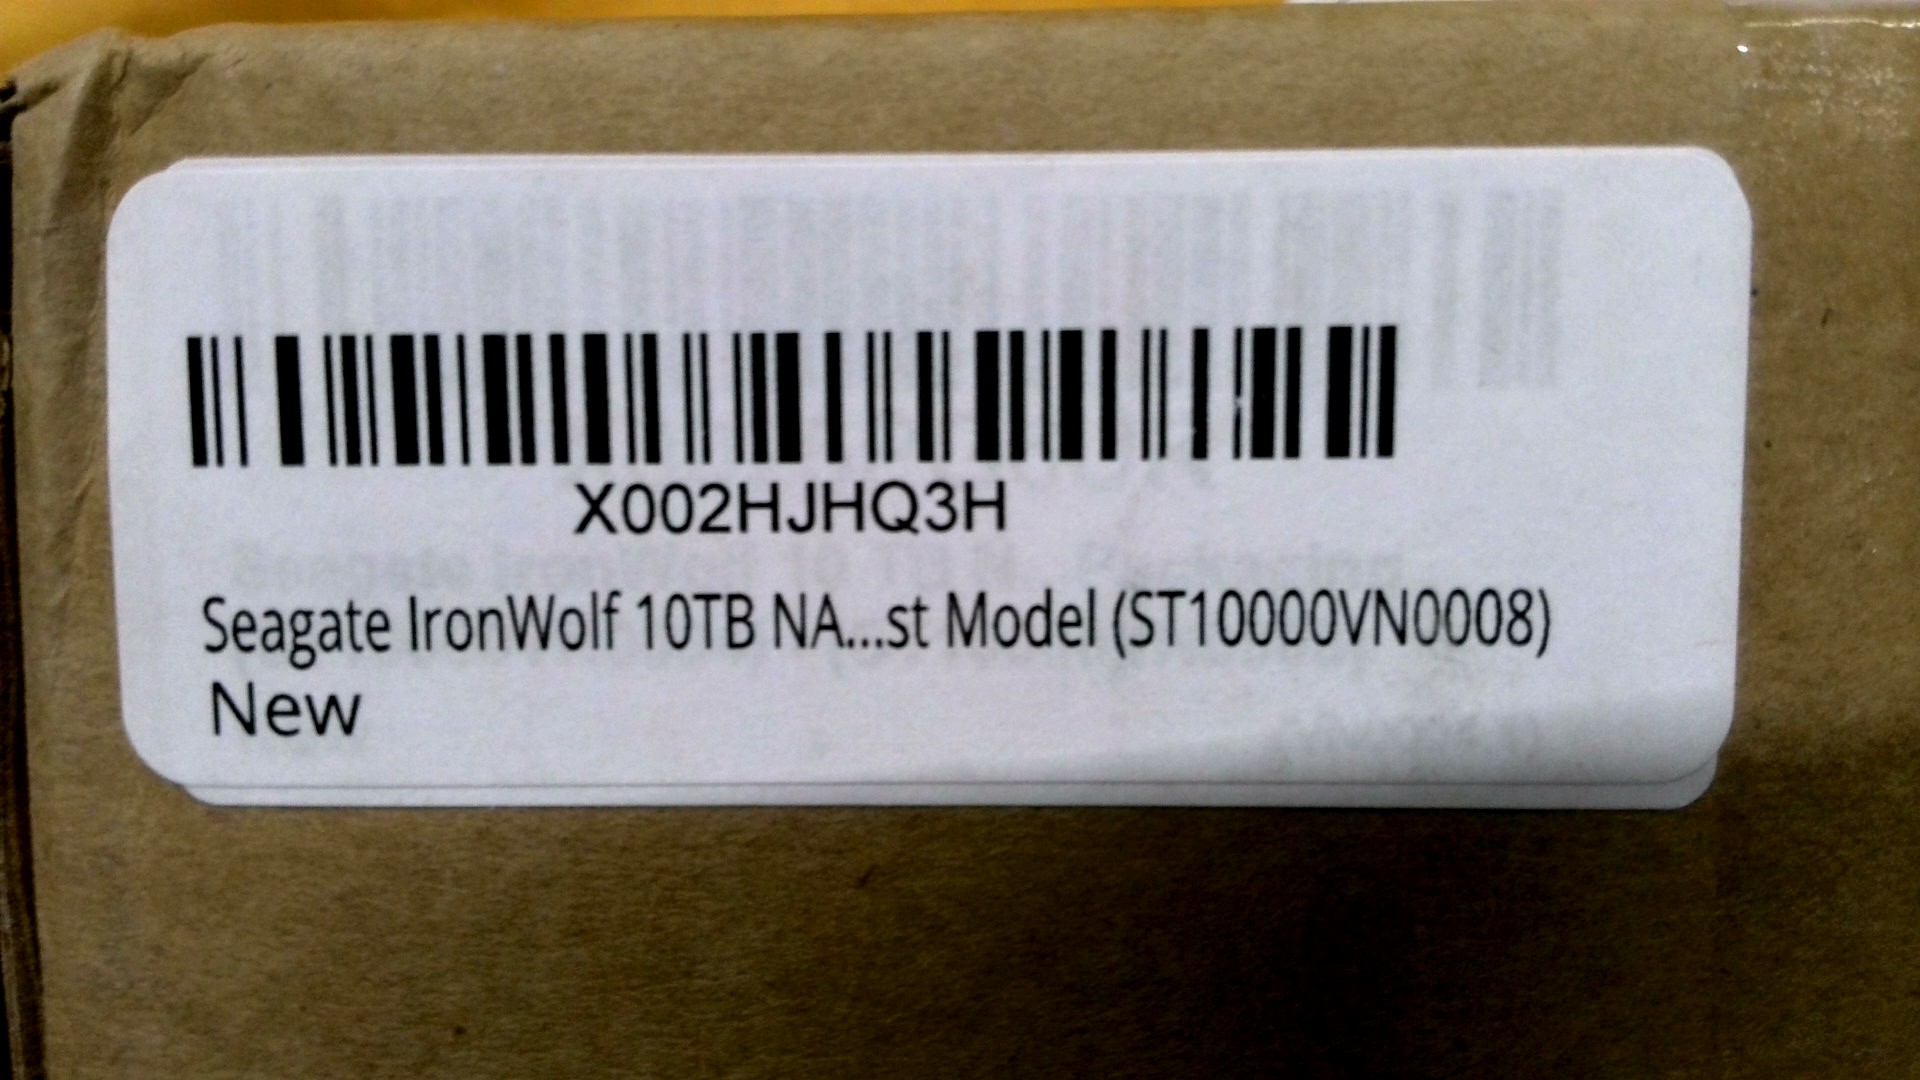 X002HJHQ3H
Seagate IronWolf 10TB NA...st Model (ST10000VN0008)
New